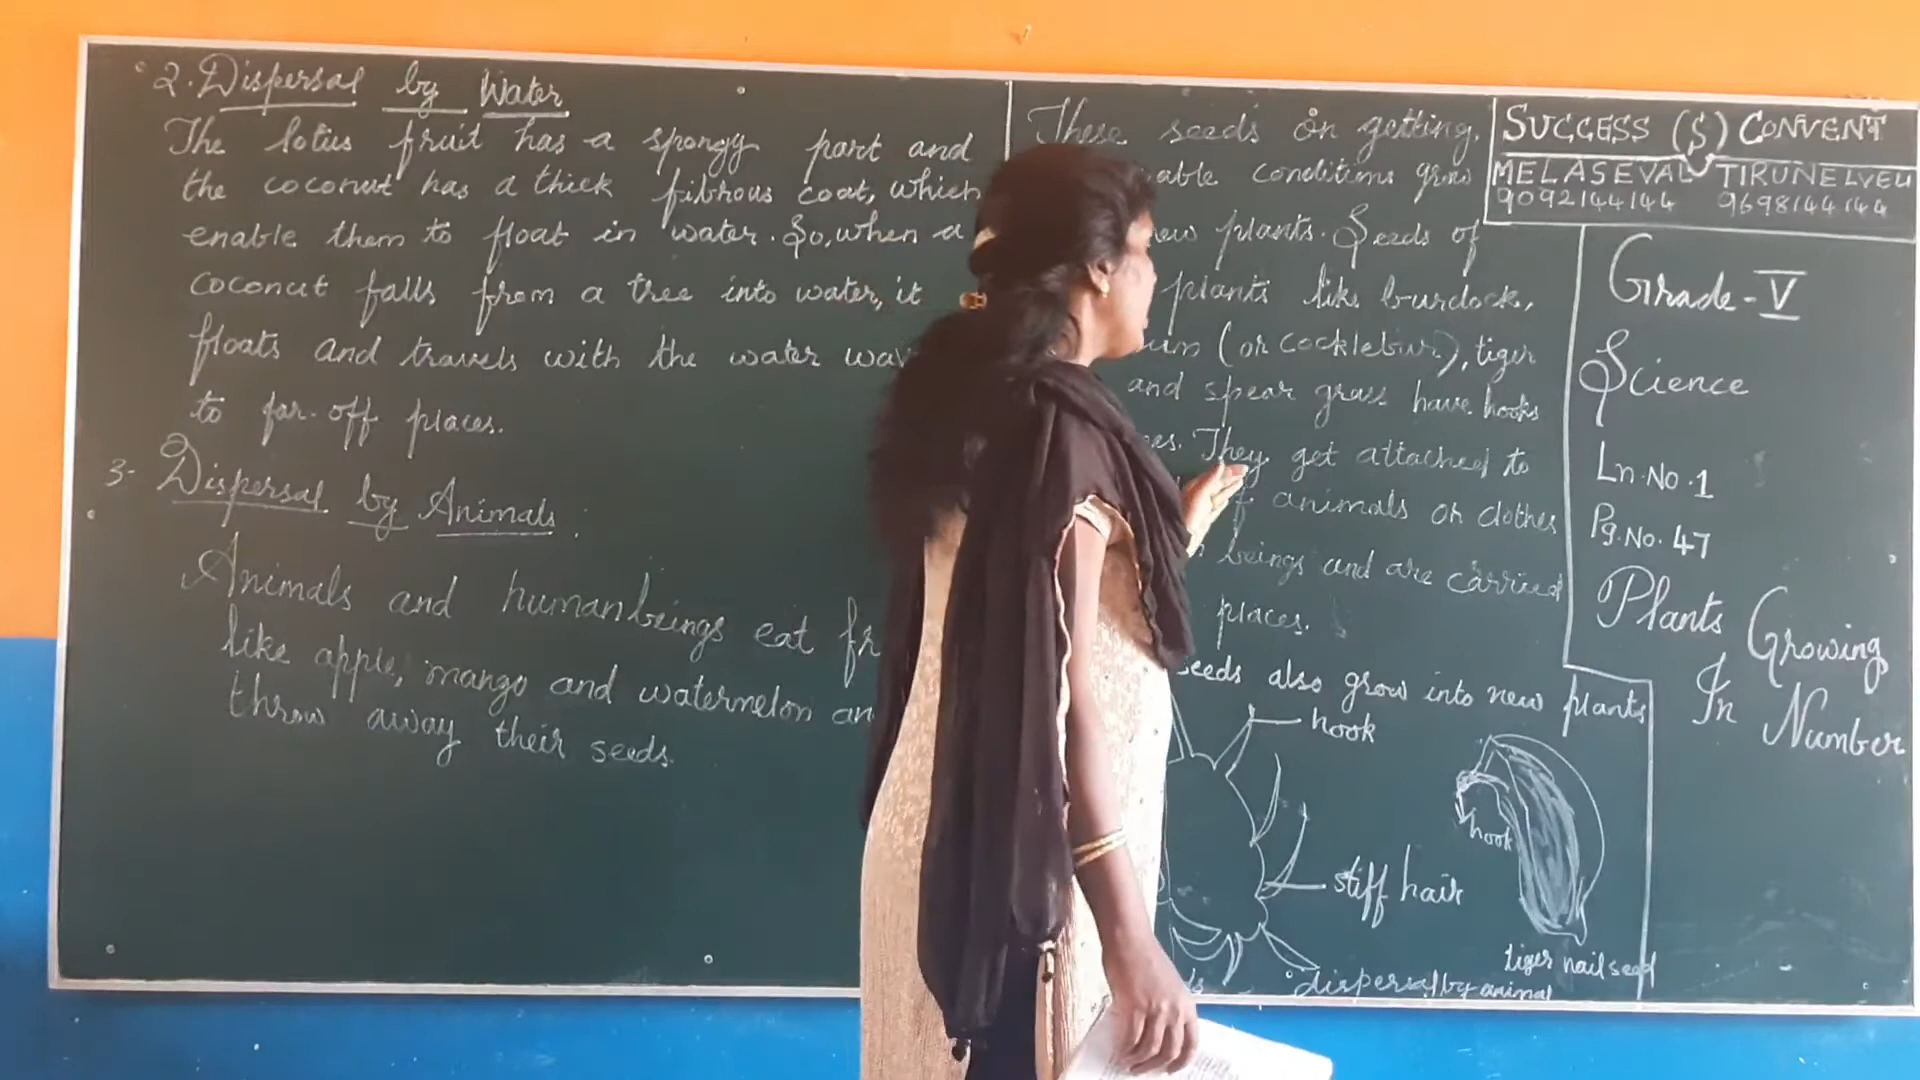 2. Dispersal by Water
The lotus fruit has a spongy part and
the coconut has a thick fibrous coat, which
enable them to float in water. So, when a
coconut falls from a tree into water, it
floats and travels with the water
to far-off places.
3- Dispersal by Animals :
Animals and humanbeings eat
like apple, mango and watermelon
throw away their seeds.
These seeds on getting
able conditions grow
plants. Seeds of
plants like burdock,
(or cocklebur), tiger
and spear grass have hooks
They get attached to
animals or clothes
beings and are carried
places.
seeds also grow into new plants
hook
stiff hair
hook
tiger nail seed
dispersal by animal
SUCCESS (S) CONVENT
MELASEVAL TIRUNELVELI
9092144144 9698144144
Grade - V
Science
Ln. No. 1
Pg. No. 47
Plants Growing
In Number